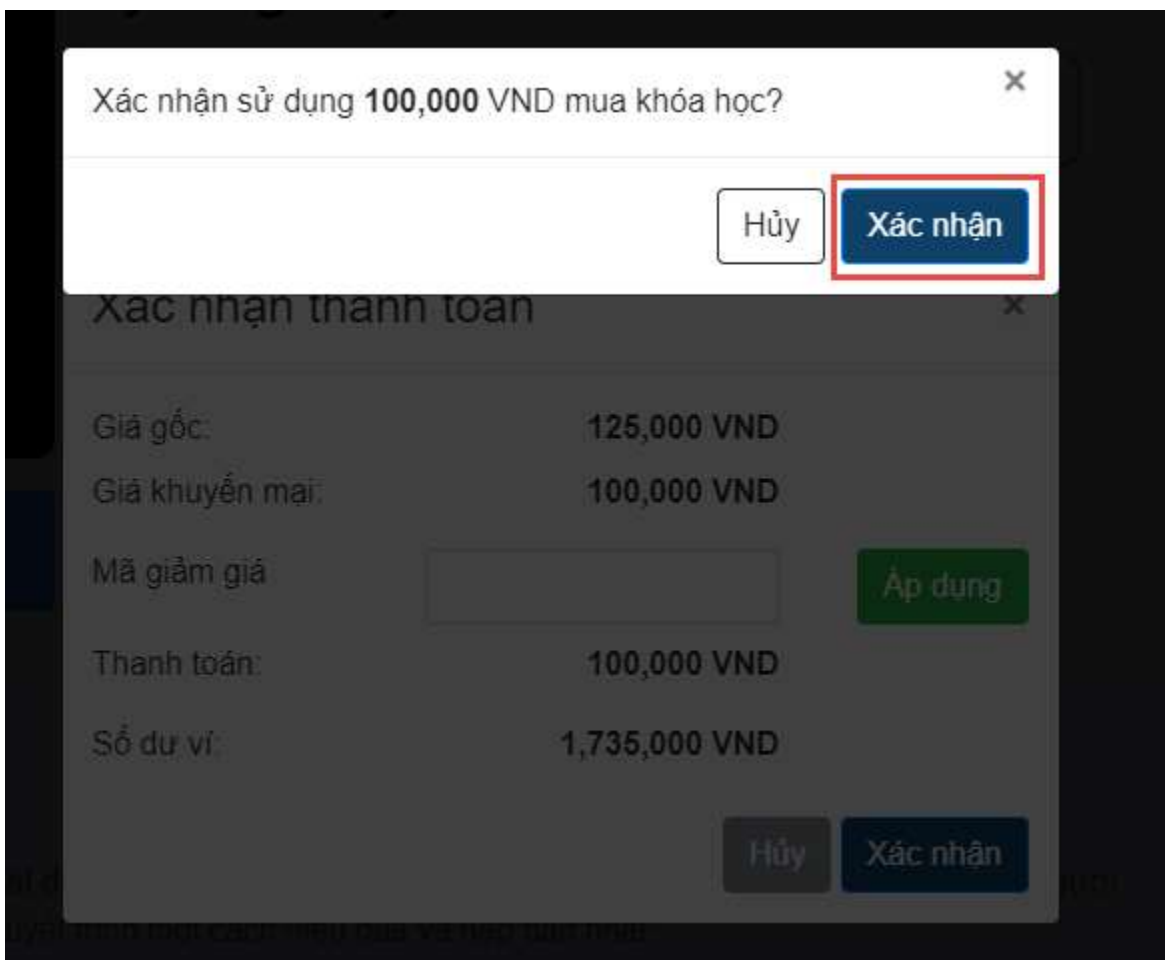 Xác nhận sử dụng 100,000 VND mua khóa học?
×
Hủy
Xác nhận
Xác nhận thanh toán
×
Giá gốc: 125,000 VND
Giá khuyến mại: 100,000 VND
Mã giảm giá
Áp dụng
Thanh toán: 100,000 VND
Số dư ví: 1,735,000 VND
Hủy
Xác nhận